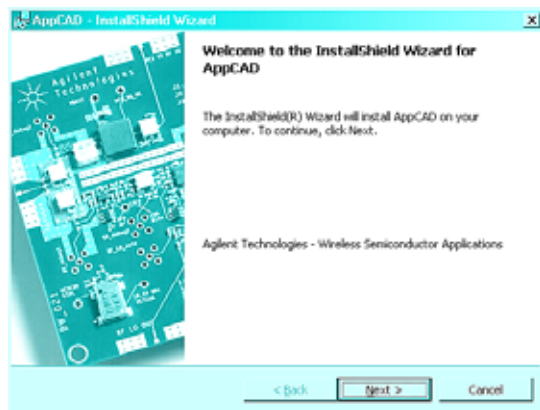 AppCAD - InstallShield Wizard
Agilent
Technologies
Welcome to the InstallShield Wizard for
AppCAD
The InstallShield(R) Wizard will install AppCAD on your
computer. To continue, click Next.
Agilent Technologies - Wireless Semiconductor Applications
< Back
Next >
Cancel